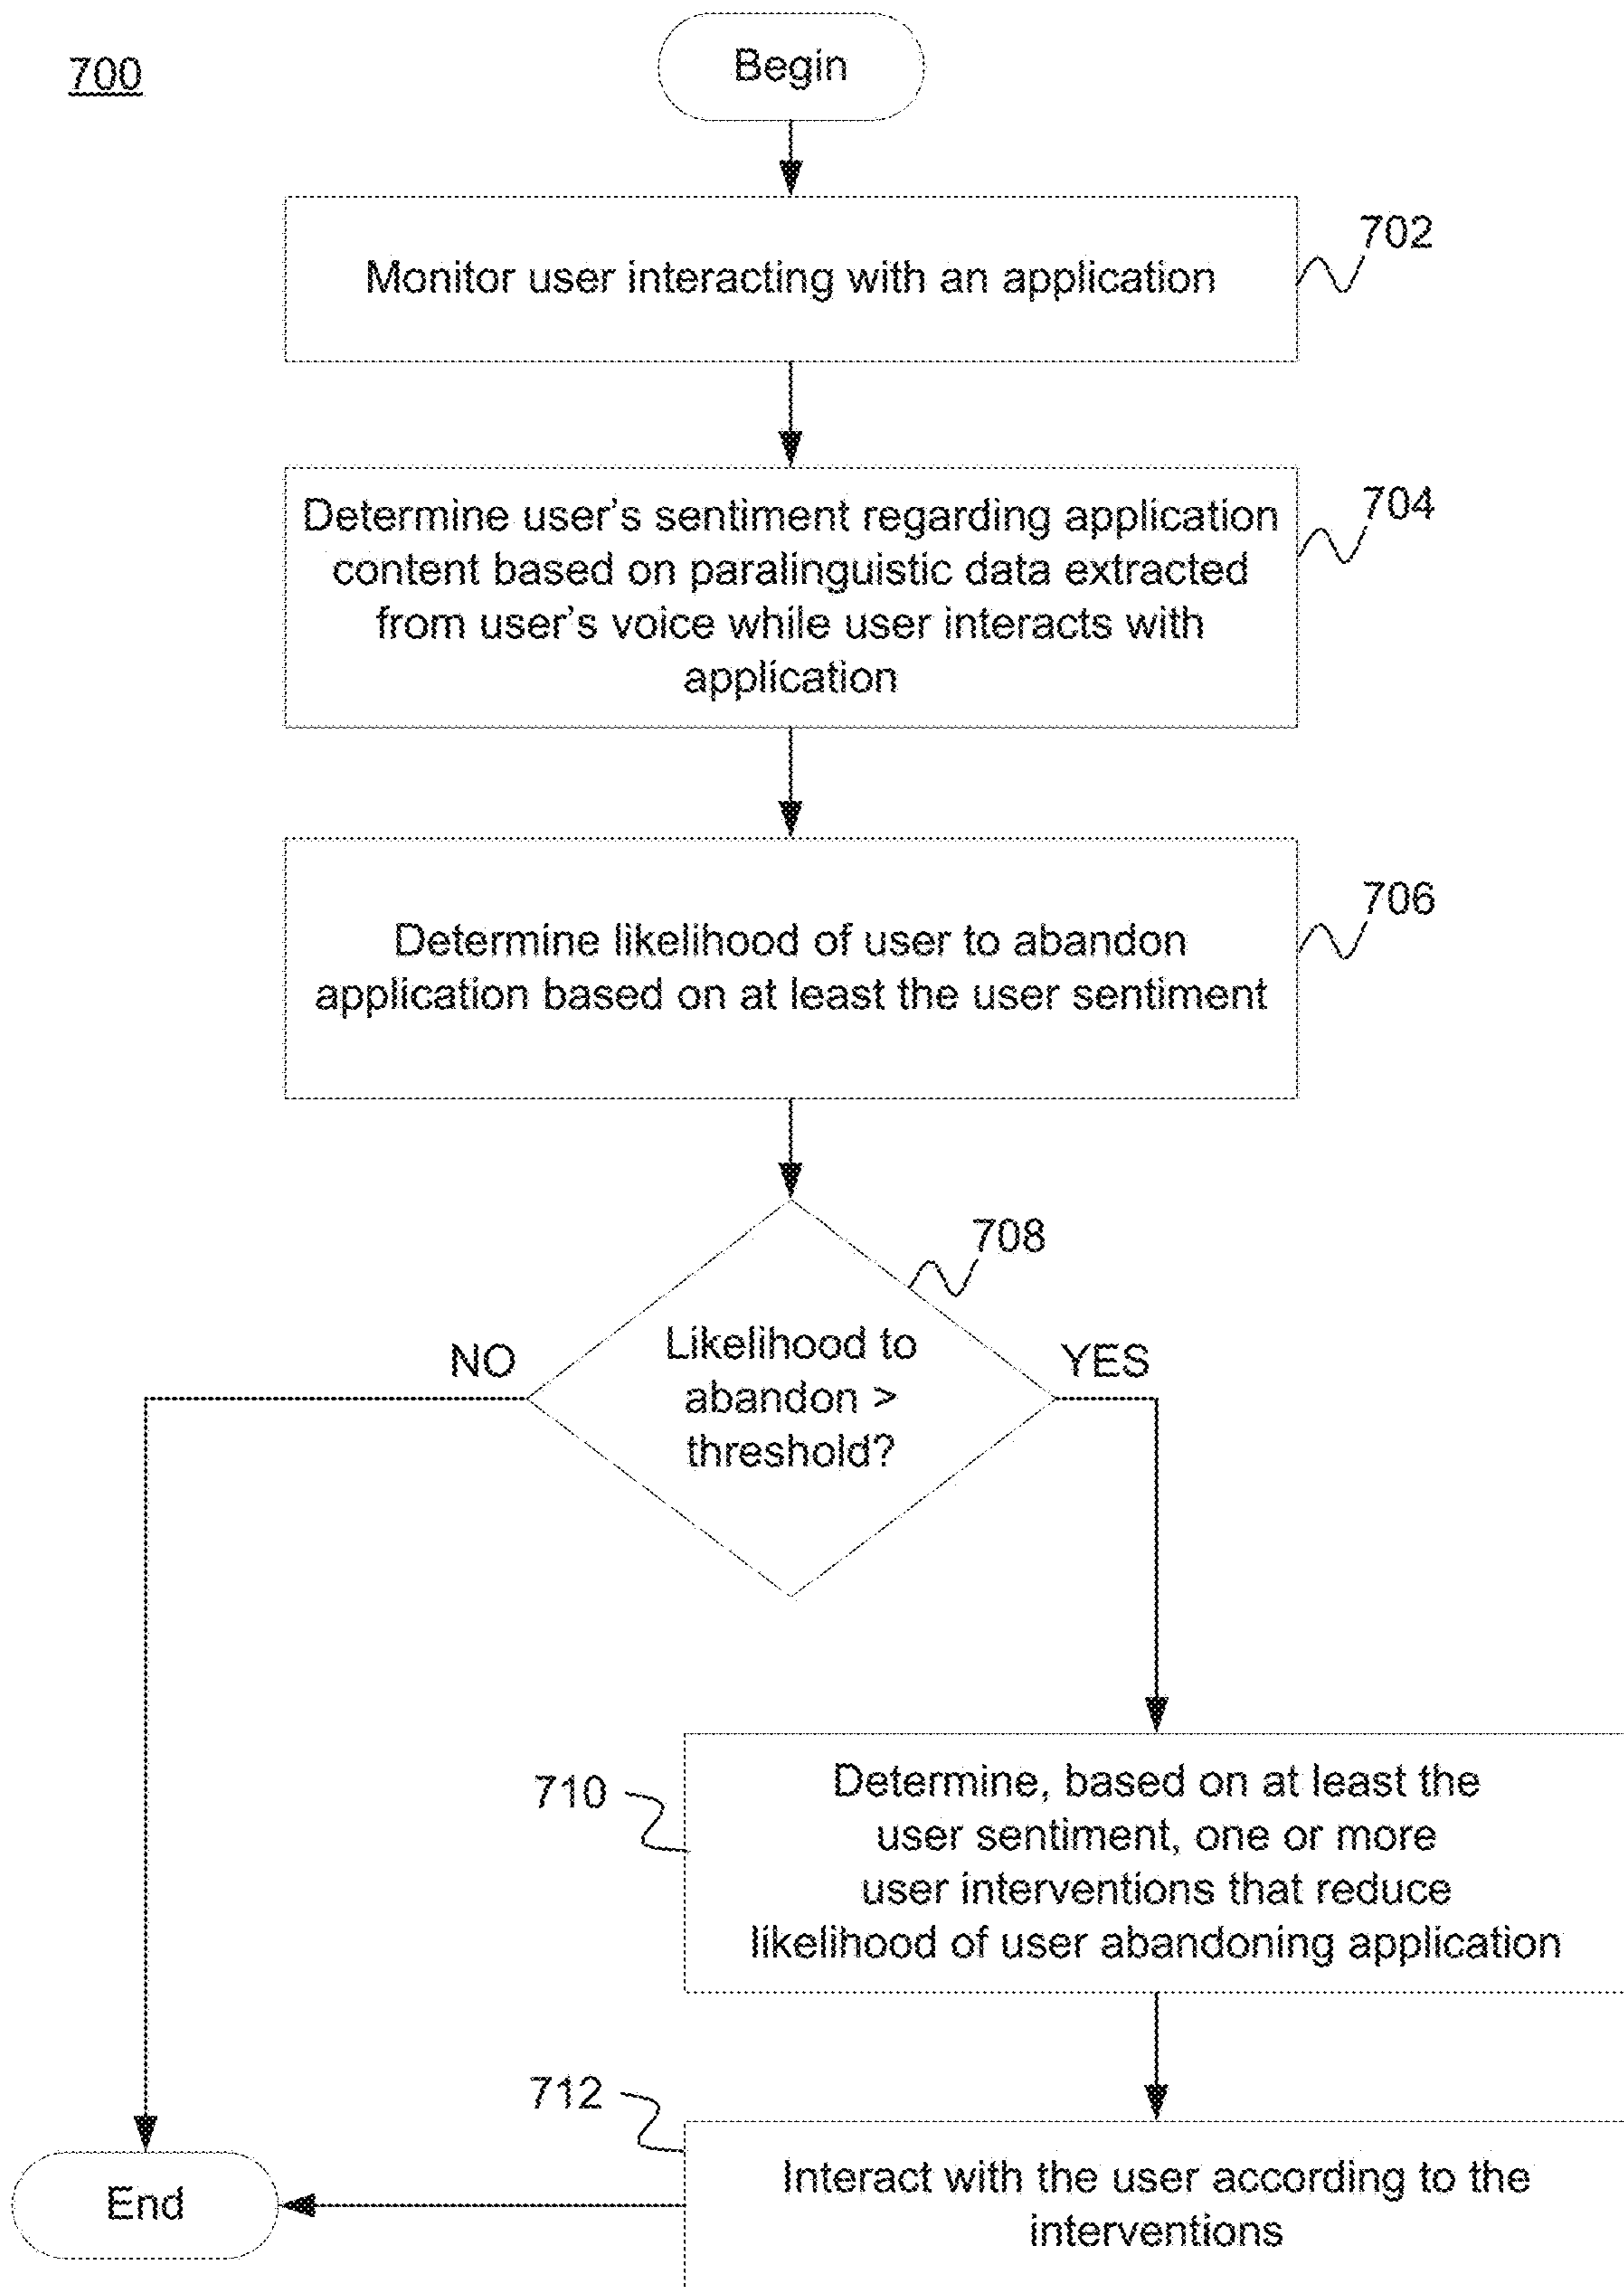 700
Begin
Monitor user interacting with an application
702
Determine user's sentiment regarding application
content based on paralinguistic data extracted
from user's voice while user interacts with
application
704
Determine likelihood of user to abandon
application based on at least the user sentiment
706
708
Likelihood to
abandon >
threshold?
NO
YES
710
Determine, based on at least the
user sentiment, one or more
user interventions that reduce
likelihood of user abandoning application
712
Interact with the user according to the
interventions
End